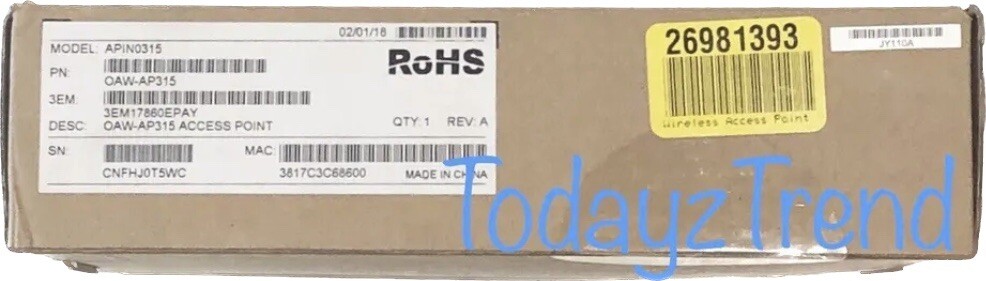 02/01/18
MODEL: APIN0315
RoHS
PN:
OAW-AP315
3EM:
3EM17860EPAY
DESC: OAW-AP315 ACCESS POINT
QTY: 1 REV: A
SN:
CNFHJ0T5WC
MAC:
3817C3C68600
MADE IN CHINA
26981393
Wireless Access Point
JY110A
TodayzTrend